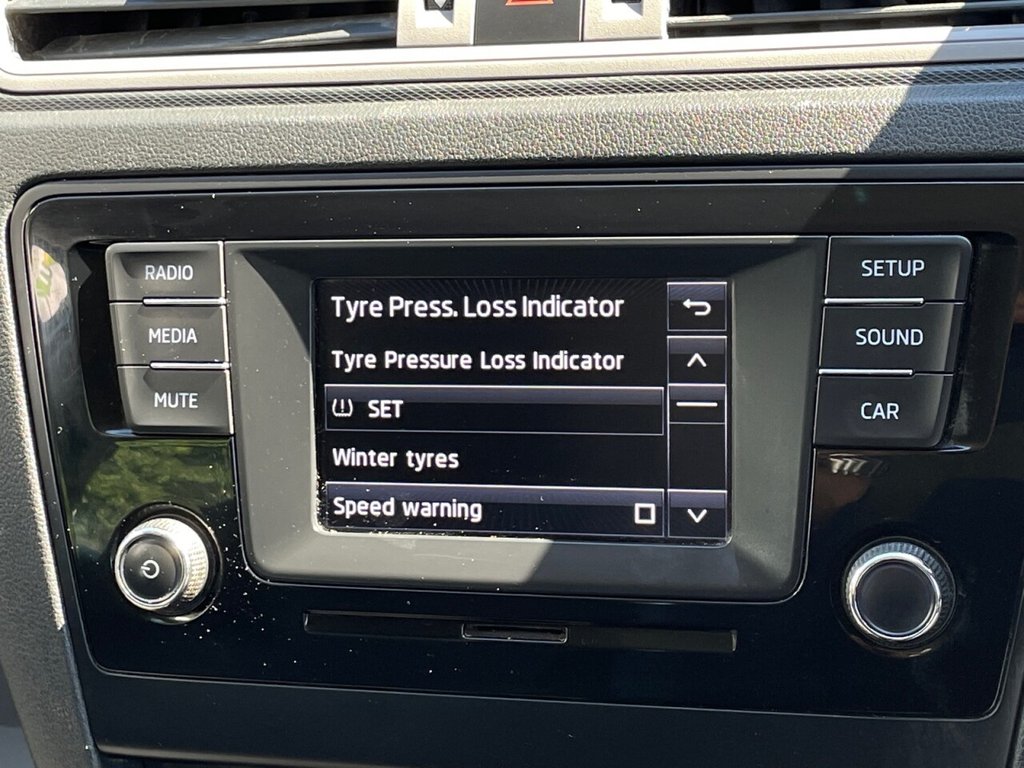 RADIO
MEDIA
MUTE
Tyre Press. Loss Indicator
Tyre Pressure Loss Indicator
SET
Winter tyres
Speed warning
SETUP
SOUND
CAR